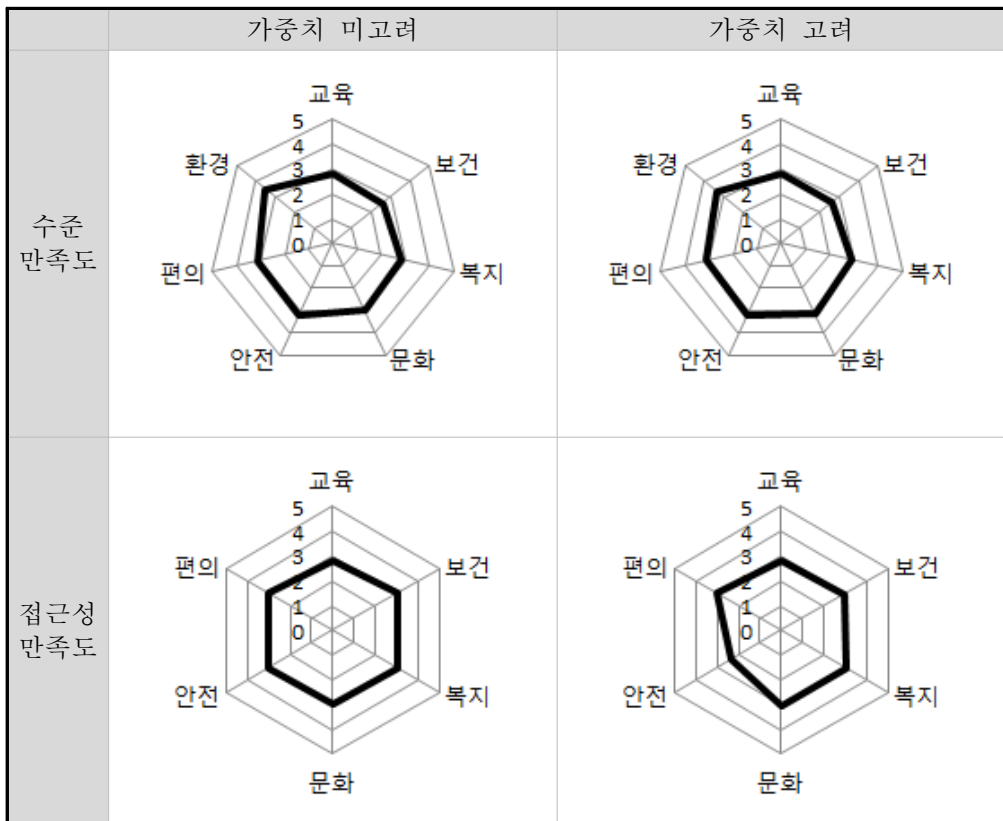 가중치 미고려
가중치 고려
수준
만족도
교육
5
4
3
2
1
0
환경
보건
편의
복지
안전
문화
교육
5
4
3
2
1
0
환경
보건
편의
복지
안전
문화
접근성
만족도
교육
5
4
3
2
1
0
편의
보건
안전
복지
문화
교육
5
4
3
2
1
0
편의
보건
안전
복지
문화